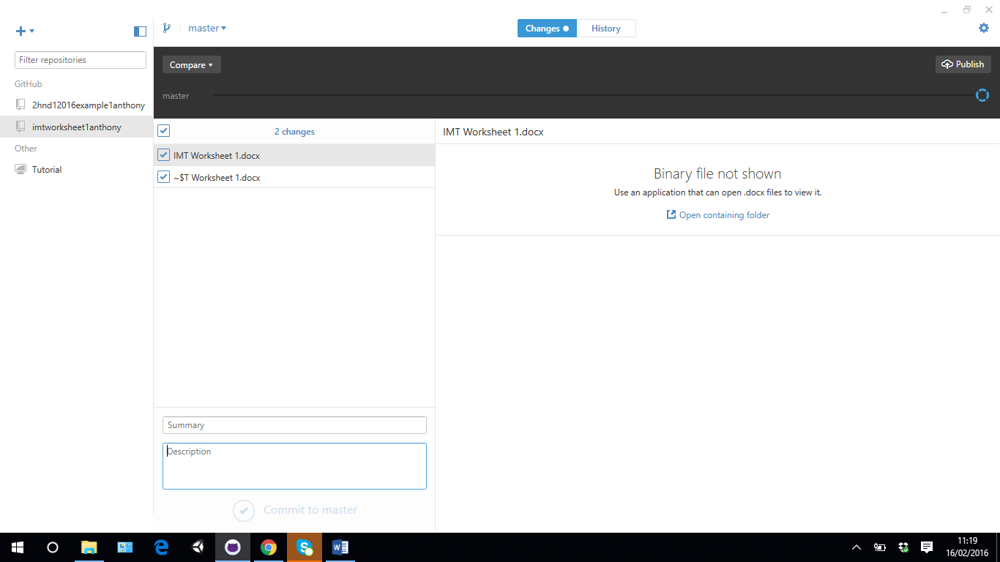 master
Changes
History
Filter repositories
Compare
Publish
GitHub
master
2hnd12016example1anthony
imtworksheet1anthony
2 changes
IMT Worksheet 1.docx
Other
IMT Worksheet 1.docx
Tutorial
~$T Worksheet 1.docx
Binary file not shown
Use an application that can open .docx files to view it.
Open containing folder
Summary
Description
Commit to master
11:19
16/02/2016